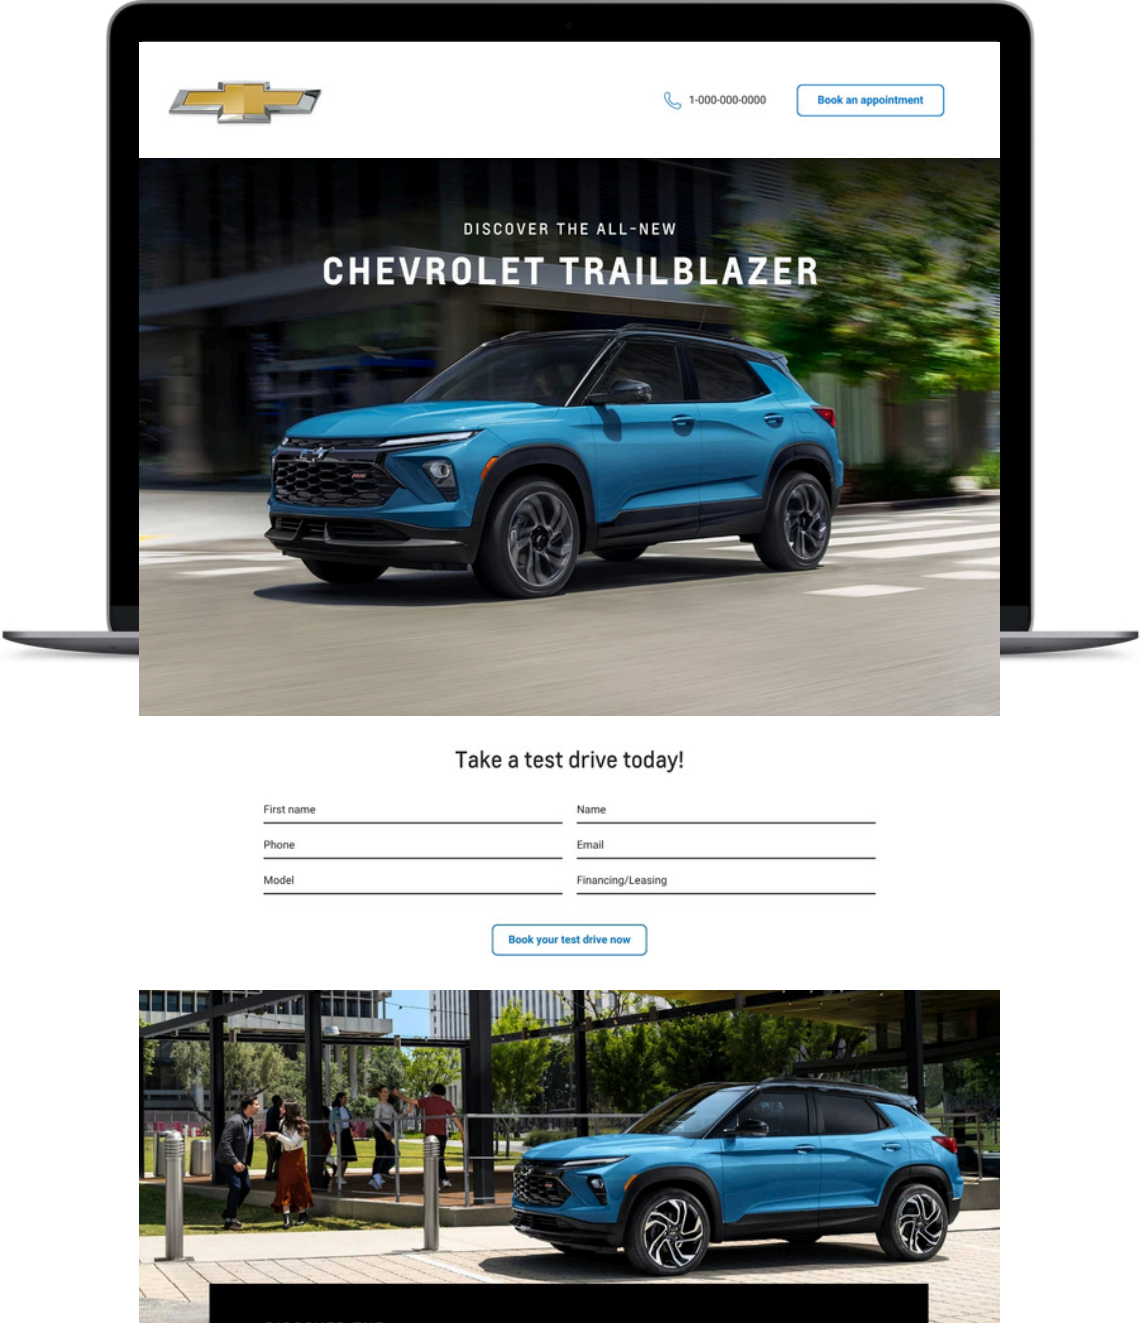 1-000-000-0000
Book an appointment
DISCOVER THE ALL-NEW
CHEVROLET TRAILBLAZER
Take a test drive today!
First name
Name
Phone
Email
Model
Financing/Leasing
Book your test drive now